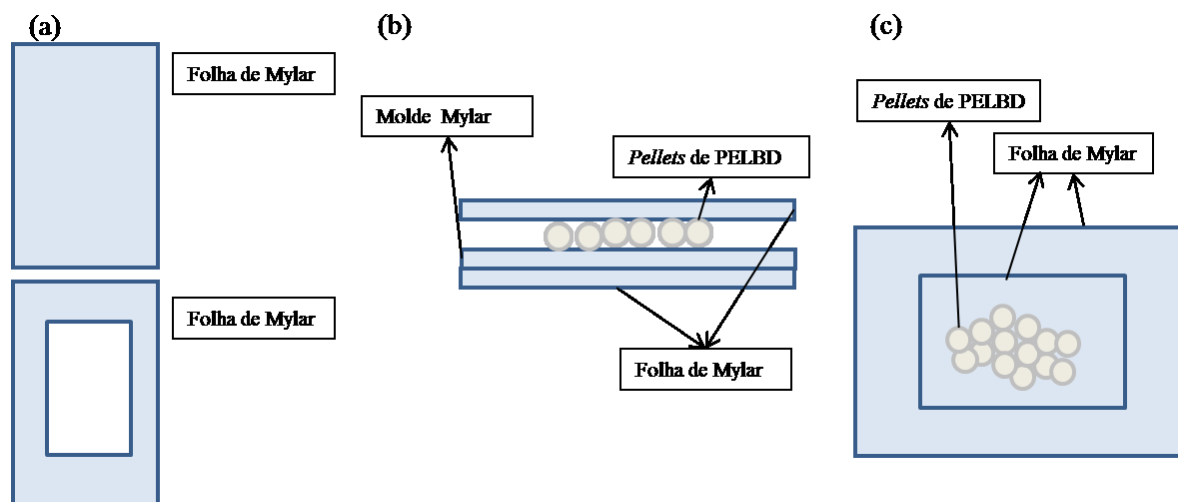 (a)
Folha de Mylar
Folha de Mylar
(b)
Molde Mylar
Pellets de PELBD
Folha de Mylar
(c)
Pellets de PELBD
Folha de Mylar